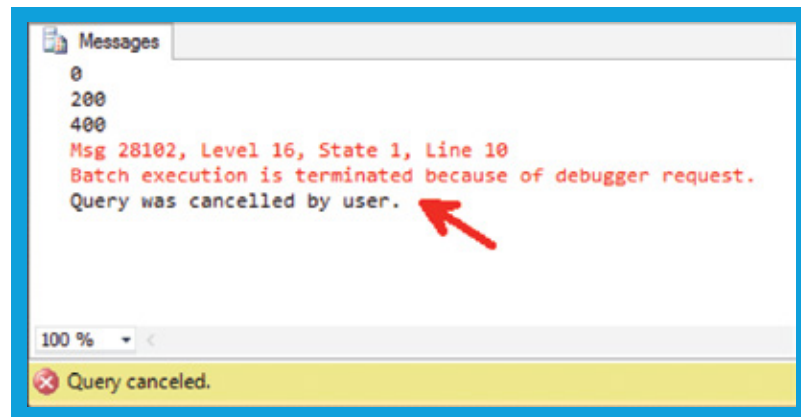 Messages
0
200
400
Msg 28102, Level 16, State 1, Line 10
Batch execution is terminated because of debugger request.
Query was cancelled by user.
100 %
Query canceled.